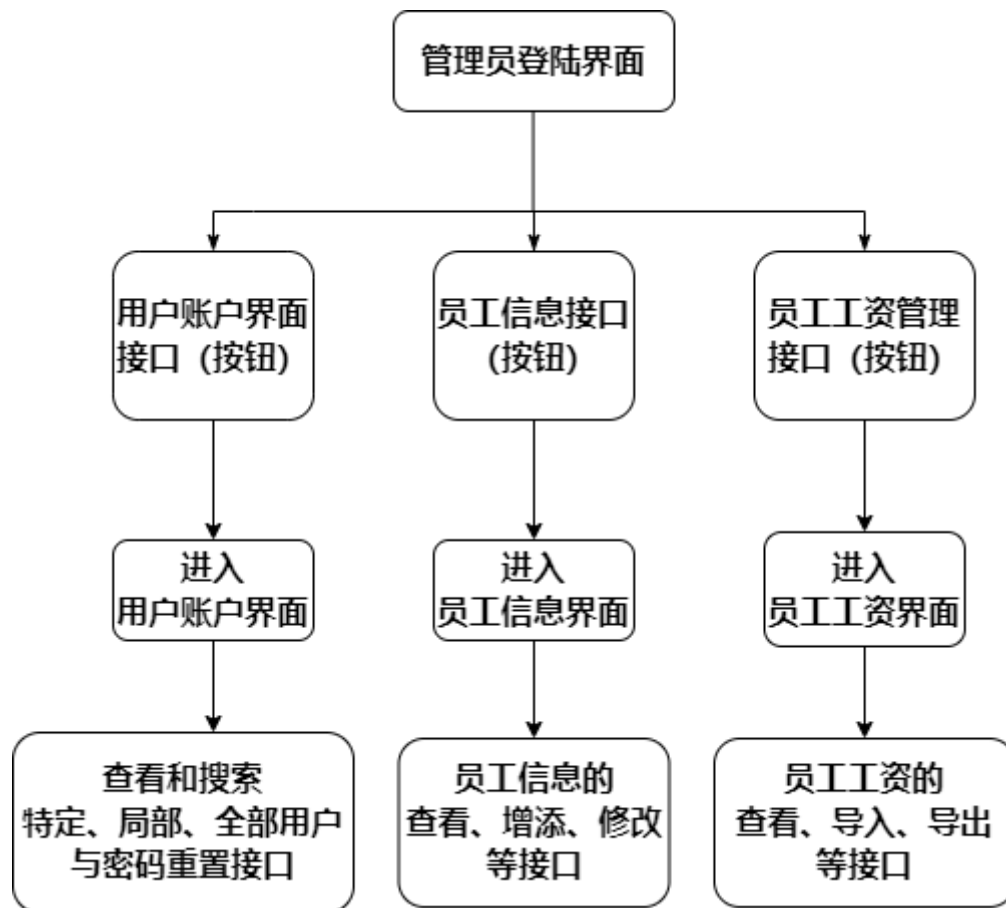 管理员登陆界面
用户账户界面
接口（按钮）
员工信息接口
（按钮）
员工工资管理
接口（按钮）
进入
用户账户界面
进入
员工信息界面
进入
员工工资界面
查看和搜索
特定、局部、全部用户
与密码重置接口
员工信息的
查看、增添、修改
等接口
员工工资的
查看、导入、导出
等接口